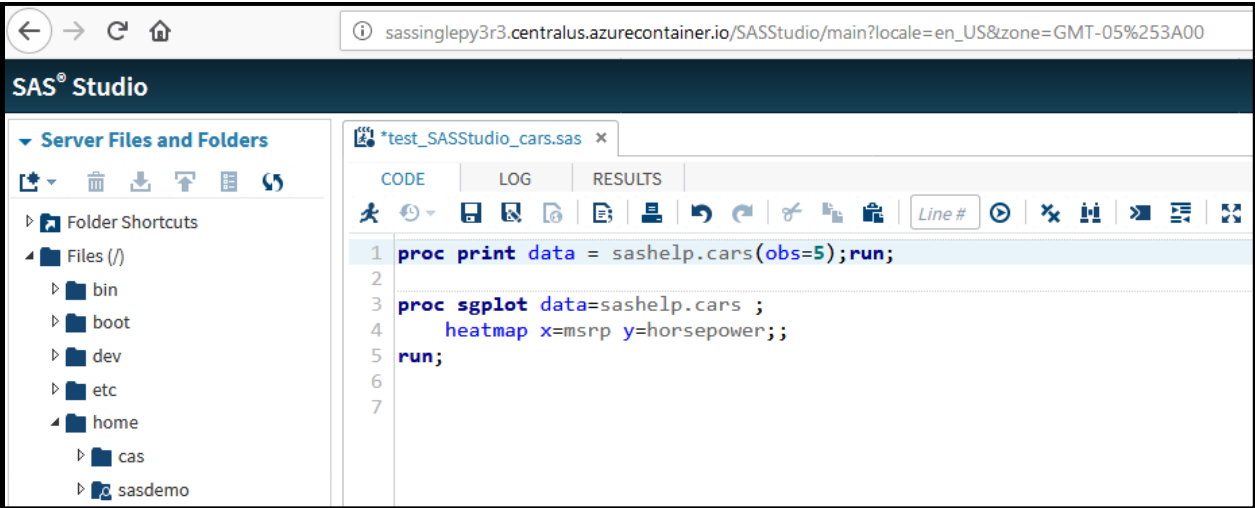 sassinglepy3r3.centralus.azurecontainer.io/SASStudio/main?locale=en_US&zone=GMT-05%253A00
SAS® Studio
Server Files and Folders
Folder Shortcuts
Files (/)
bin
boot
dev
etc
home
cas
sasdemo
*test_SASStudio_cars.sas
CODE LOG RESULTS
Line #
1 proc print data = sashelp.cars(obs=5);run;
2
3 proc sgplot data=sashelp.cars ;
4 heatmap x=msrp y=horsepower;;
5 run;
6
7